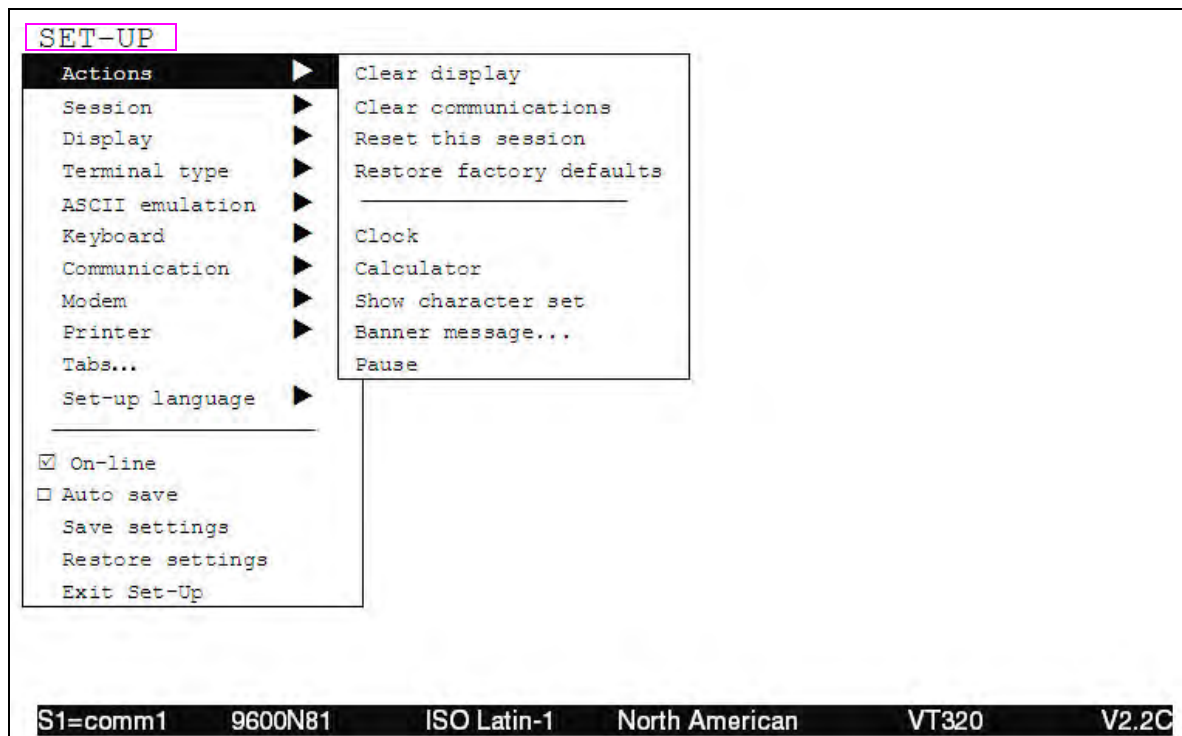 SET-UP
Actions ▶
Session ▶
Display ▶
Terminal type ▶
ASCII emulation ▶
Keyboard ▶
Communication ▶
Modem ▶
Printer ▶
Tabs...
Set-up language ▶
☑ On-line
☐ Auto save
Save settings
Restore settings
Exit Set-Up
Clear display
Clear communications
Reset this session
Restore factory defaults
Clock
Calculator
Show character set
Banner message...
Pause
S1=comm1 9600N81 ISO Latin-1 North American VT320 V2.2C